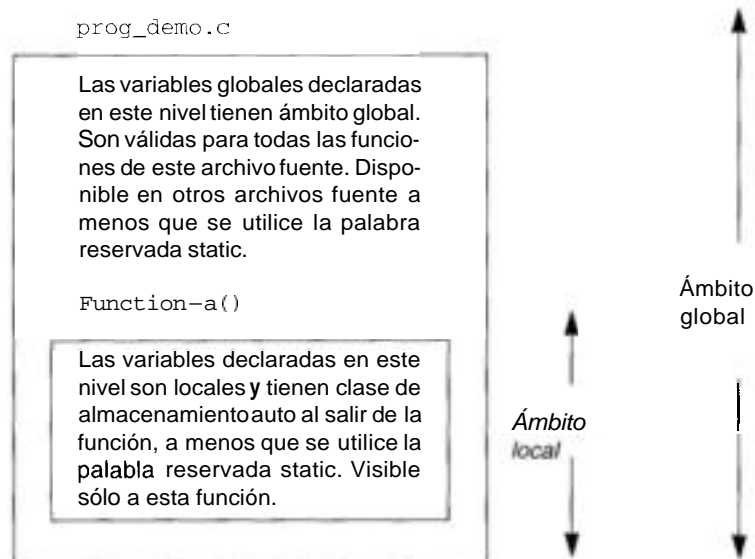 prog_demo.c
Las variables globales declaradas
en este nivel tienen ámbito global.
Son válidas para todas las funcio-
nes de este archivo fuente. Dispo-
nible en otros archivos fuente a
menos que se utilice la palabra
reservada static.
Function—a()
Las variables declaradas en este
nivel son locales y tienen clase de
almacenamiento auto al salir de la
función, a menos que se utilice la
palabla reservada static. Visible
sólo a esta función.
Ámbito
local
Ámbito
global